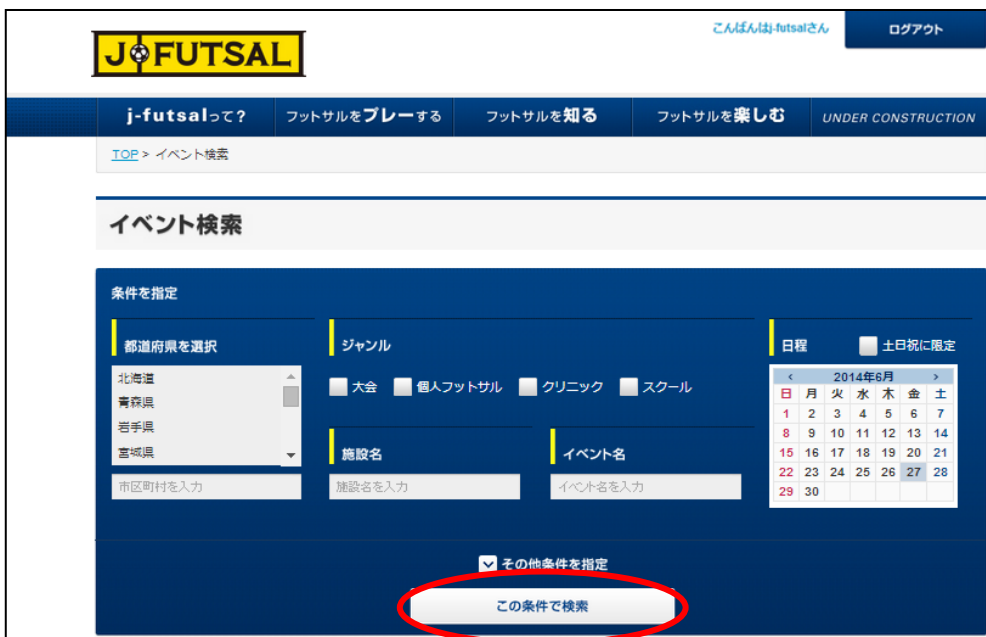 こんばんはj-futsalさん
ログアウト
J FUTSAL
j-futsalって?
フットサルをプレーする
フットサルを知る
フットサルを楽しむ
UNDER CONSTRUCTION
TOP > イベント検索
イベント検索
条件を指定
都道府県を選択
北海道
青森県
岩手県
宮城県
市区町村を入力
ジャンル
大会 個人フットサル クリニック スクール
施設名
施設名を入力
イベント名
イベント名を入力
日程
土日祝に限定
‹ 2014年6月 ›
日 月 火 水 木 金 土
1 2 3 4 5 6 7
8 9 10 11 12 13 14
15 16 17 18 19 20 21
22 23 24 25 26 27 28
29 30
その他条件を指定
この条件で検索